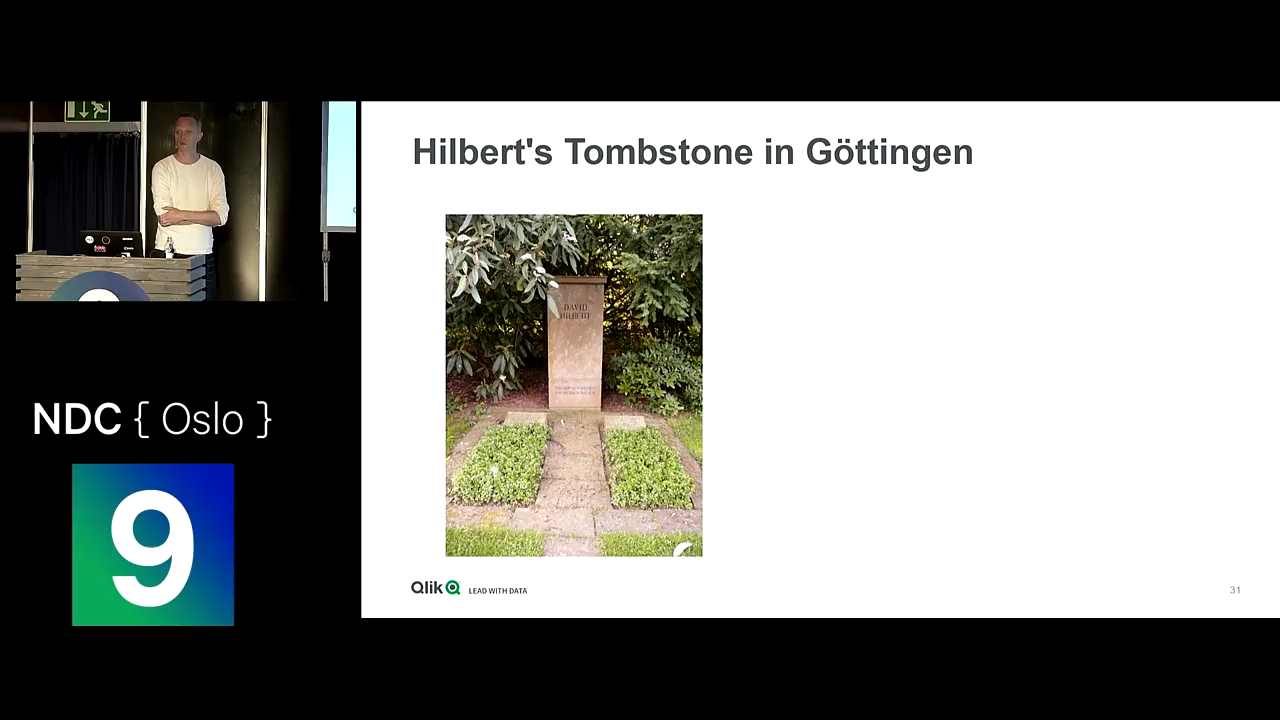 Hilbert's Tombstone in Göttingen
DAVID
HILBERT
NDC { Oslo }
9
Qlik LEAD WITH DATA
31